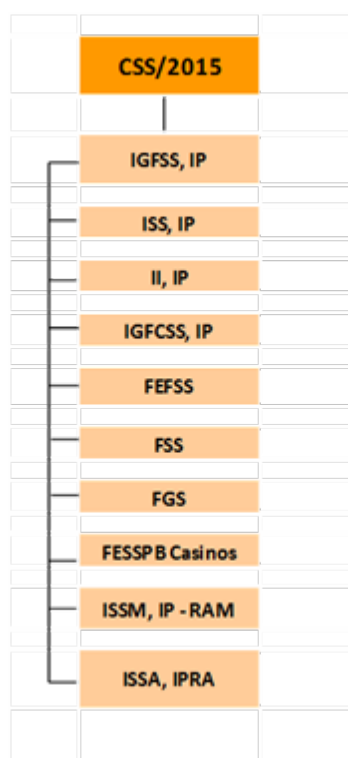 CSS/2015
IGFSS, IP
ISS, IP
II, IP
IGFCSS, IP
FEFSS
FSS
FGS
FESSPB Casinos
ISSM, IP - RAM
ISSA, IPRA